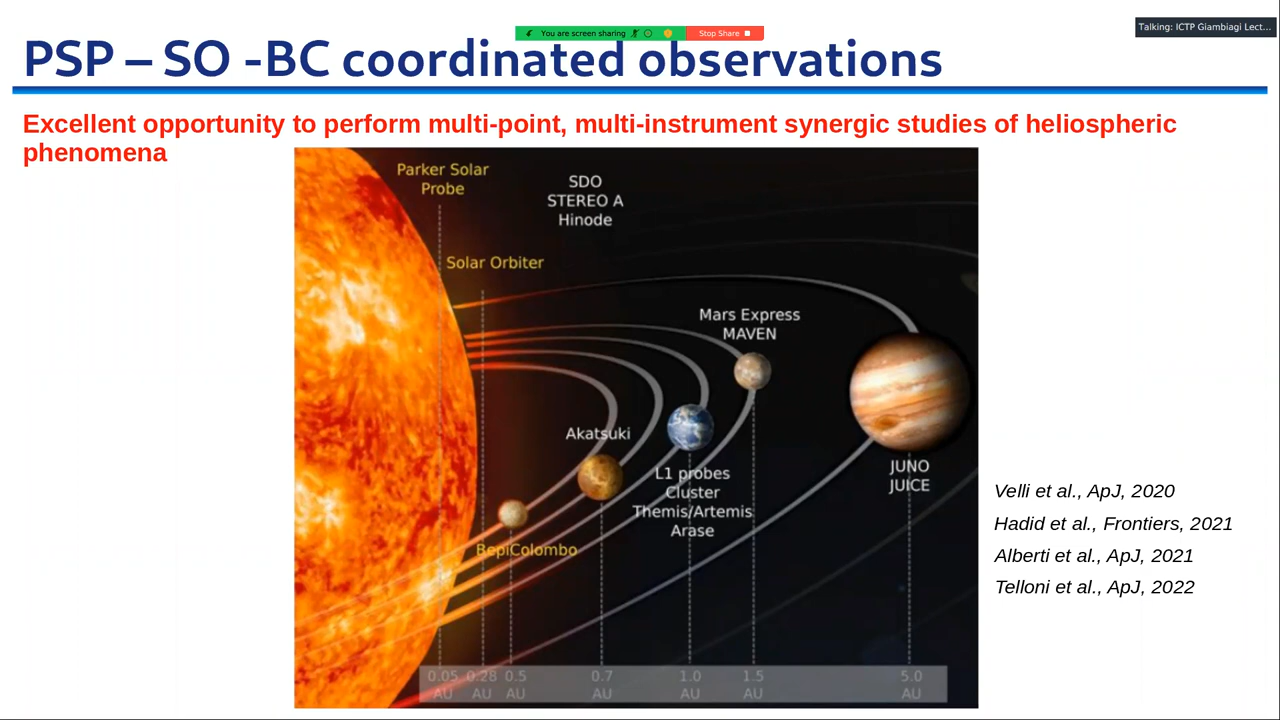 You are screen sharing
Stop Share
Talking: ICTP Giambiagi Lect...
PSP – SO -BC coordinated observations
Excellent opportunity to perform multi-point, multi-instrument synergic studies of heliospheric
phenomena
Parker Solar
Probe
SDO
STEREO A
Hinode
Solar Orbiter
Mars Express
MAVEN
Akatsuki
L1 probes
Cluster
Themis/Artemis
Arase
JUNO
JUICE
BepiColombo
Velli et al., ApJ, 2020
Hadid et al., Frontiers, 2021
Alberti et al., ApJ, 2021
Telloni et al., ApJ, 2022
0.05 0.28 0.5 0.7 1.0 1.5 5.0
AU AU AU AU AU AU AU